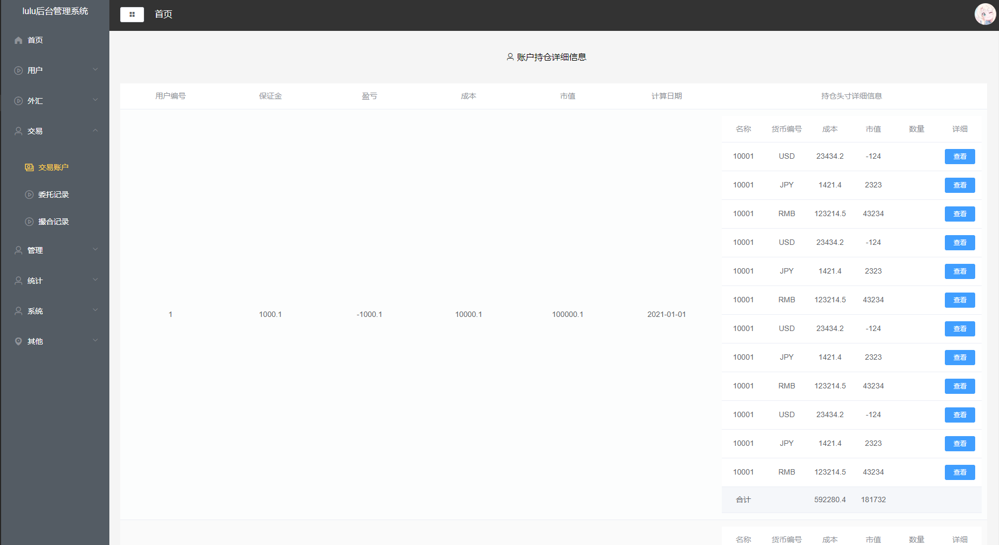 lulu后台管理系统
首页
用户
外汇
交易
交易账户
委托记录
撮合记录
管理
统计
系统
其他
首页
账户持仓详细信息
用户编号 保证金 盈亏 成本 市值 计算日期 持仓头寸详细信息
1 1000.1 -1000.1 10000.1 100000.1 2021-01-01
名称 货币编号 成本 市值 数量 详细
10001 USD 23434.2 -124 查看
10001 JPY 1421.4 2323 查看
10001 RMB 123214.5 43234 查看
10001 USD 23434.2 -124 查看
10001 JPY 1421.4 2323 查看
10001 RMB 123214.5 43234 查看
10001 USD 23434.2 -124 查看
10001 JPY 1421.4 2323 查看
10001 RMB 123214.5 43234 查看
10001 USD 23434.2 -124 查看
10001 JPY 1421.4 2323 查看
10001 RMB 123214.5 43234 查看
合计 592280.4 181732
名称 货币编号 成本 市值 数量 详细